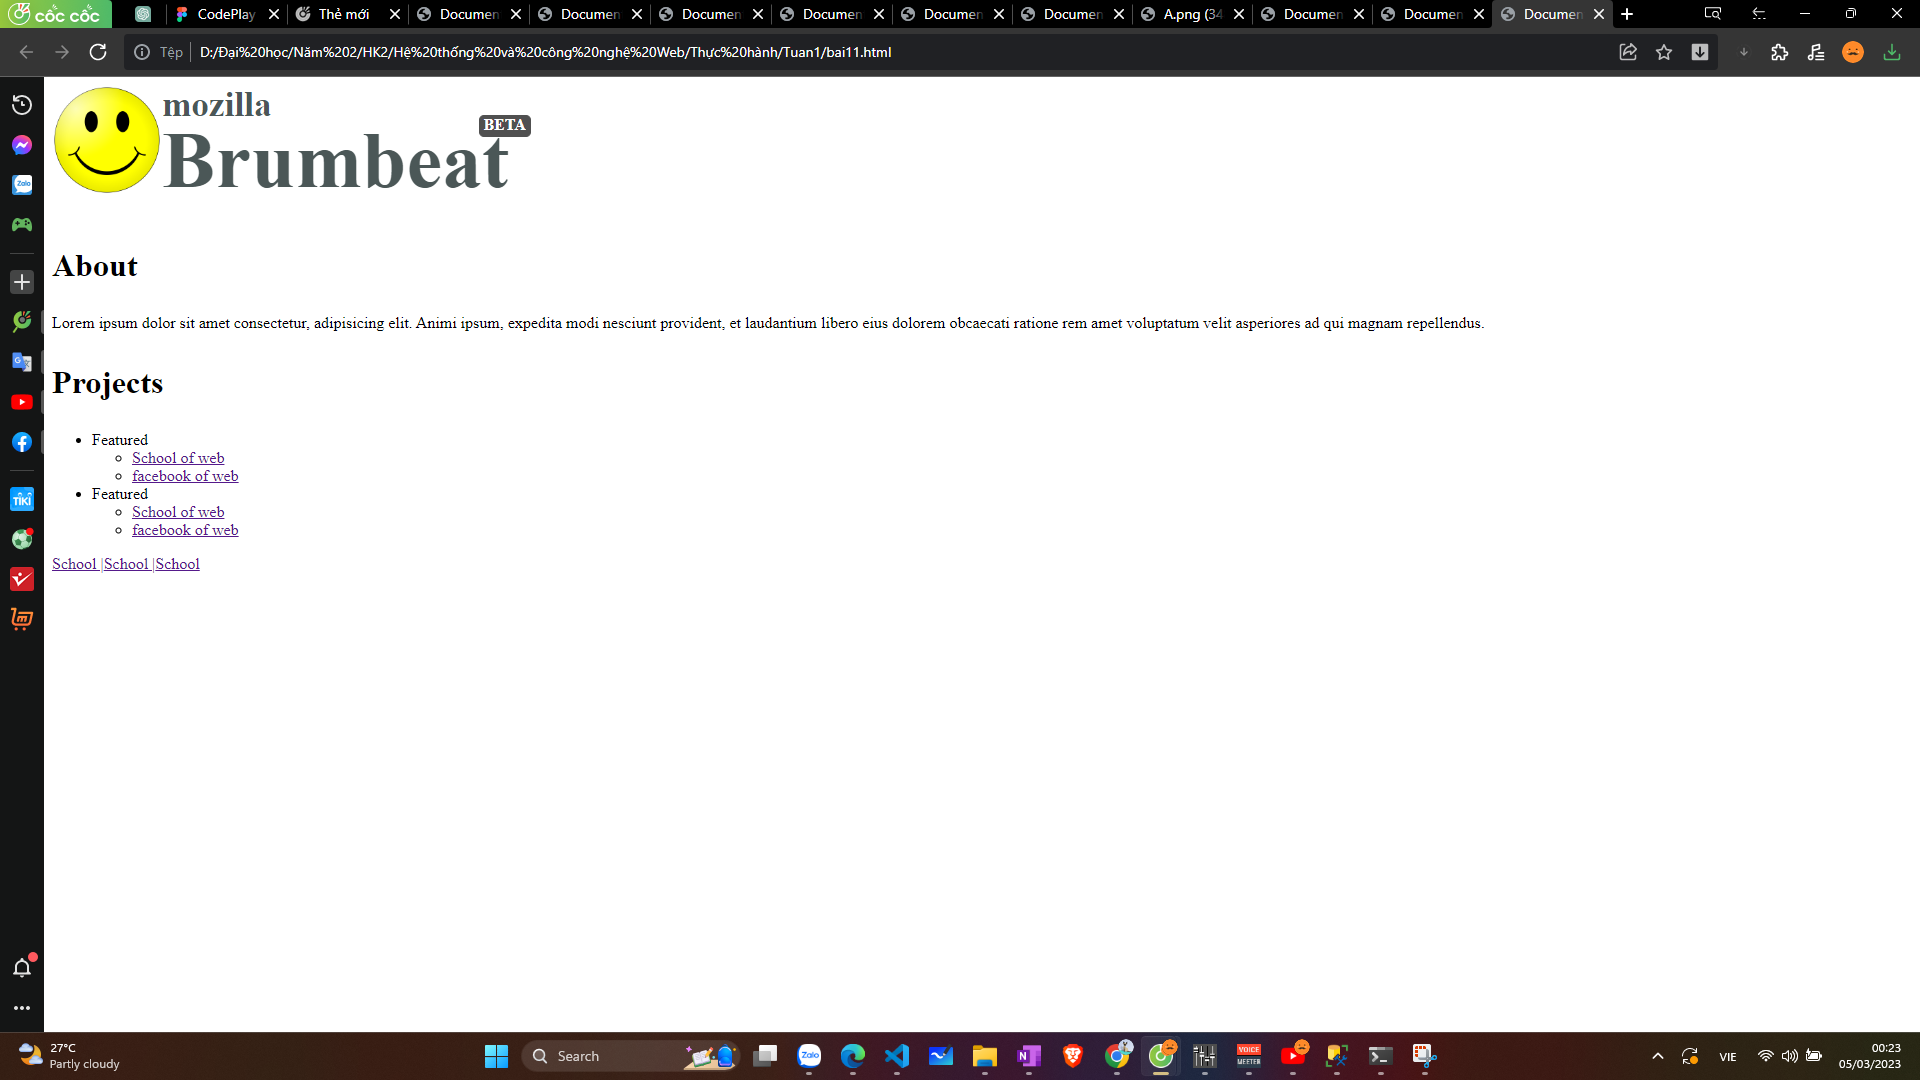 cốc cốc
CodePlay
Thẻ mới
Documen
Documen
Documen
Documen
Documen
Documen
A.png (34
Documen
Documen
Documen
Tệp
D:/Đại%20học/Năm%202/HK2/Hệ%20thống%20và%20công%20nghệ%20Web/Thực%20hành/Tuan1/bai11.html
mozilla
BETA
Brumbeat
About
Lorem ipsum dolor sit amet consectetur, adipisicing elit. Animi ipsum, expedita modi nesciunt provident, et laudantium libero eius dolorem obcaecati ratione rem amet voluptatum velit asperiores ad qui magnam repellendus.
Projects
Featured
School of web
facebook of web
Featured
School of web
facebook of web
School |School |School
Zalo
TIKI
27°C
Partly cloudy
Search
Zalo
VOICE
MEETER
VIE
00:23
05/03/2023